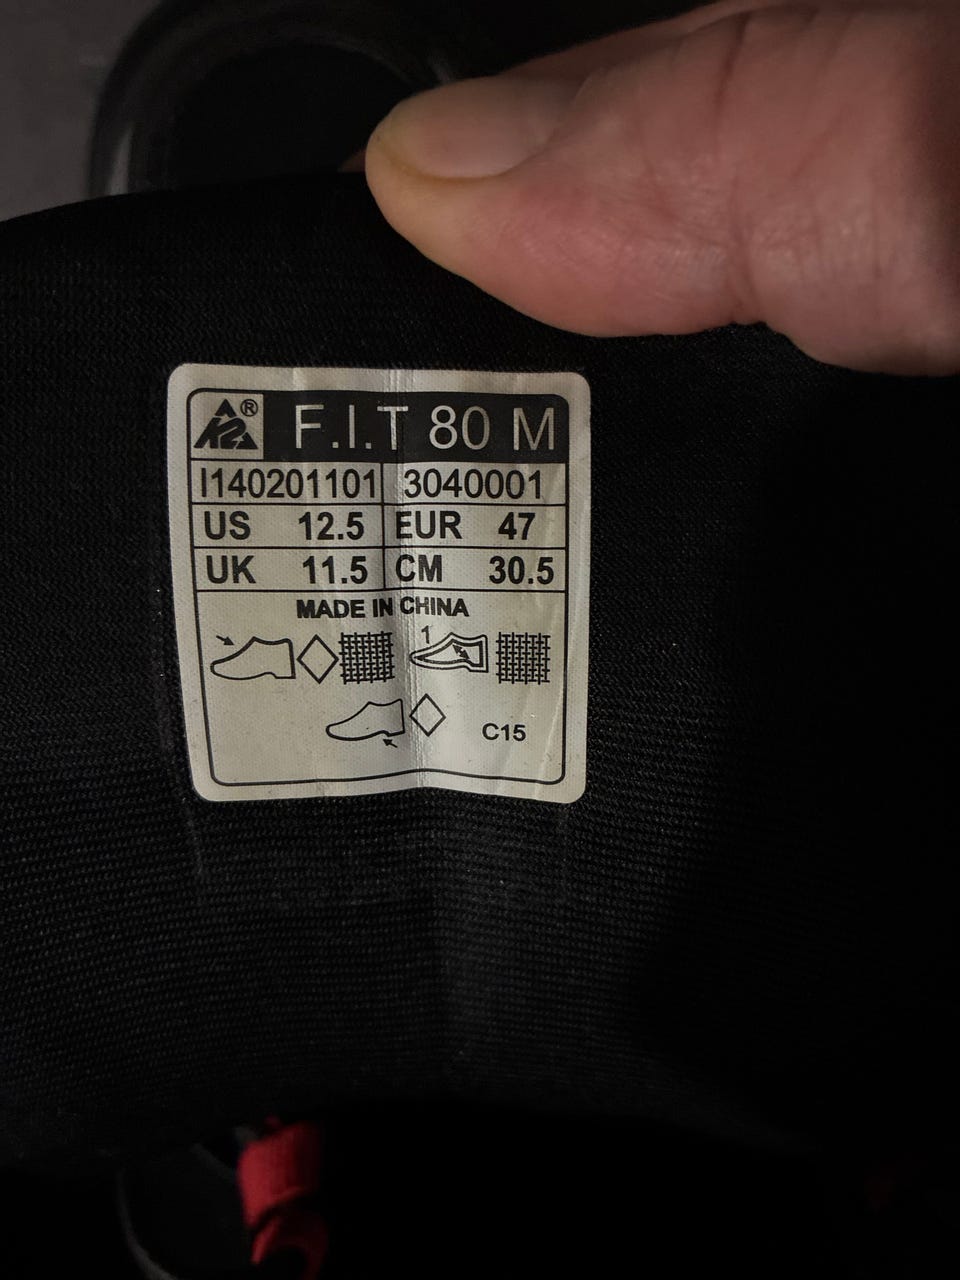 K2® F.I.T 80 M
I140201101 3040001
US 12.5 EUR 47
UK 11.5 CM 30.5
MADE IN CHINA
1
C15